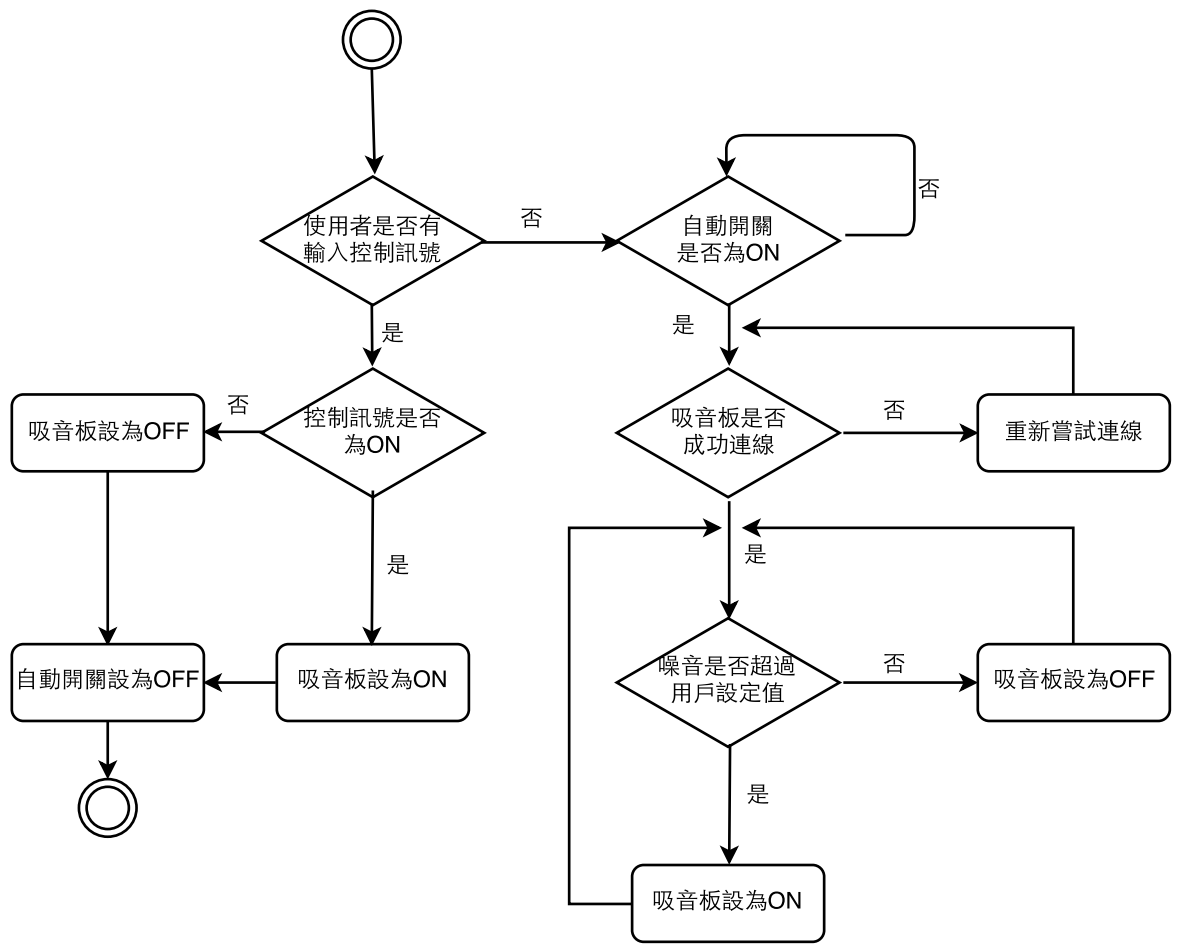 使用者是否有
輸入控制訊號
否
自動開關
是否為ON
否
是
是
吸音板設為OFF
否
控制訊號是否
為ON
吸音板是否
成功連線
否
重新嘗試連線
是
是
自動開關設為OFF
吸音板設為ON
噪音是否超過
用戶設定值
否
吸音板設為OFF
是
吸音板設為ON